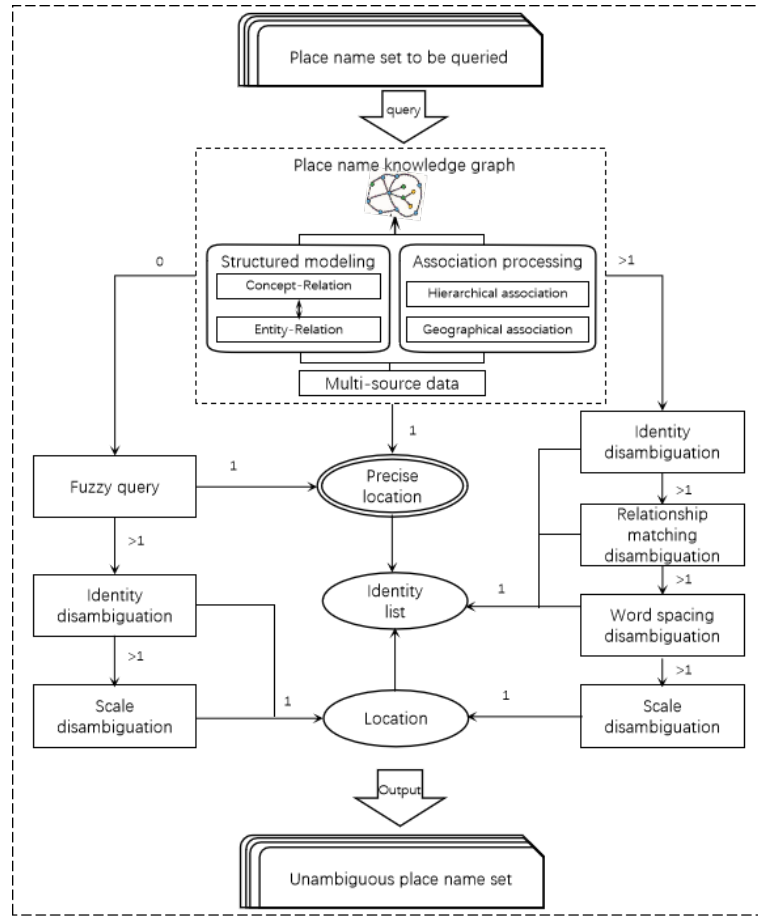 Place name set to be queried
query
Place name knowledge graph
0
>1
Structured modeling
Association processing
Concept-Relation
Hierarchical association
Entity-Relation
Geographical association
Multi-source data
1
Identity
disambiguation
Fuzzy query
1
Precise
location
>1
Relationship
matching
disambiguation
>1
>1
Identity
disambiguation
Identity
list
1
Word spacing
disambiguation
>1
>1
Scale
disambiguation
1
Location
1
Scale
disambiguation
Output
Unambiguous place name set